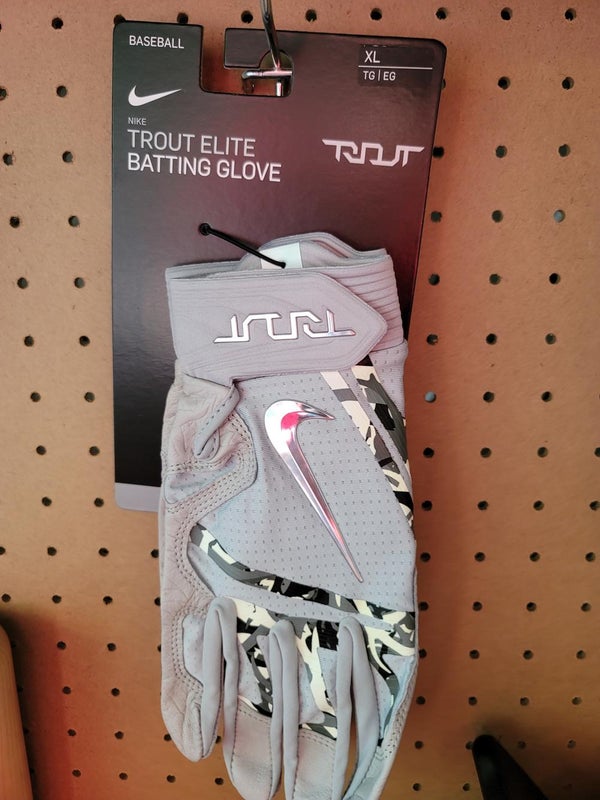 BASEBALL
XL
TG | EG
NIKE
TROUT ELITE
BATTING GLOVE
TROUT
TROUT